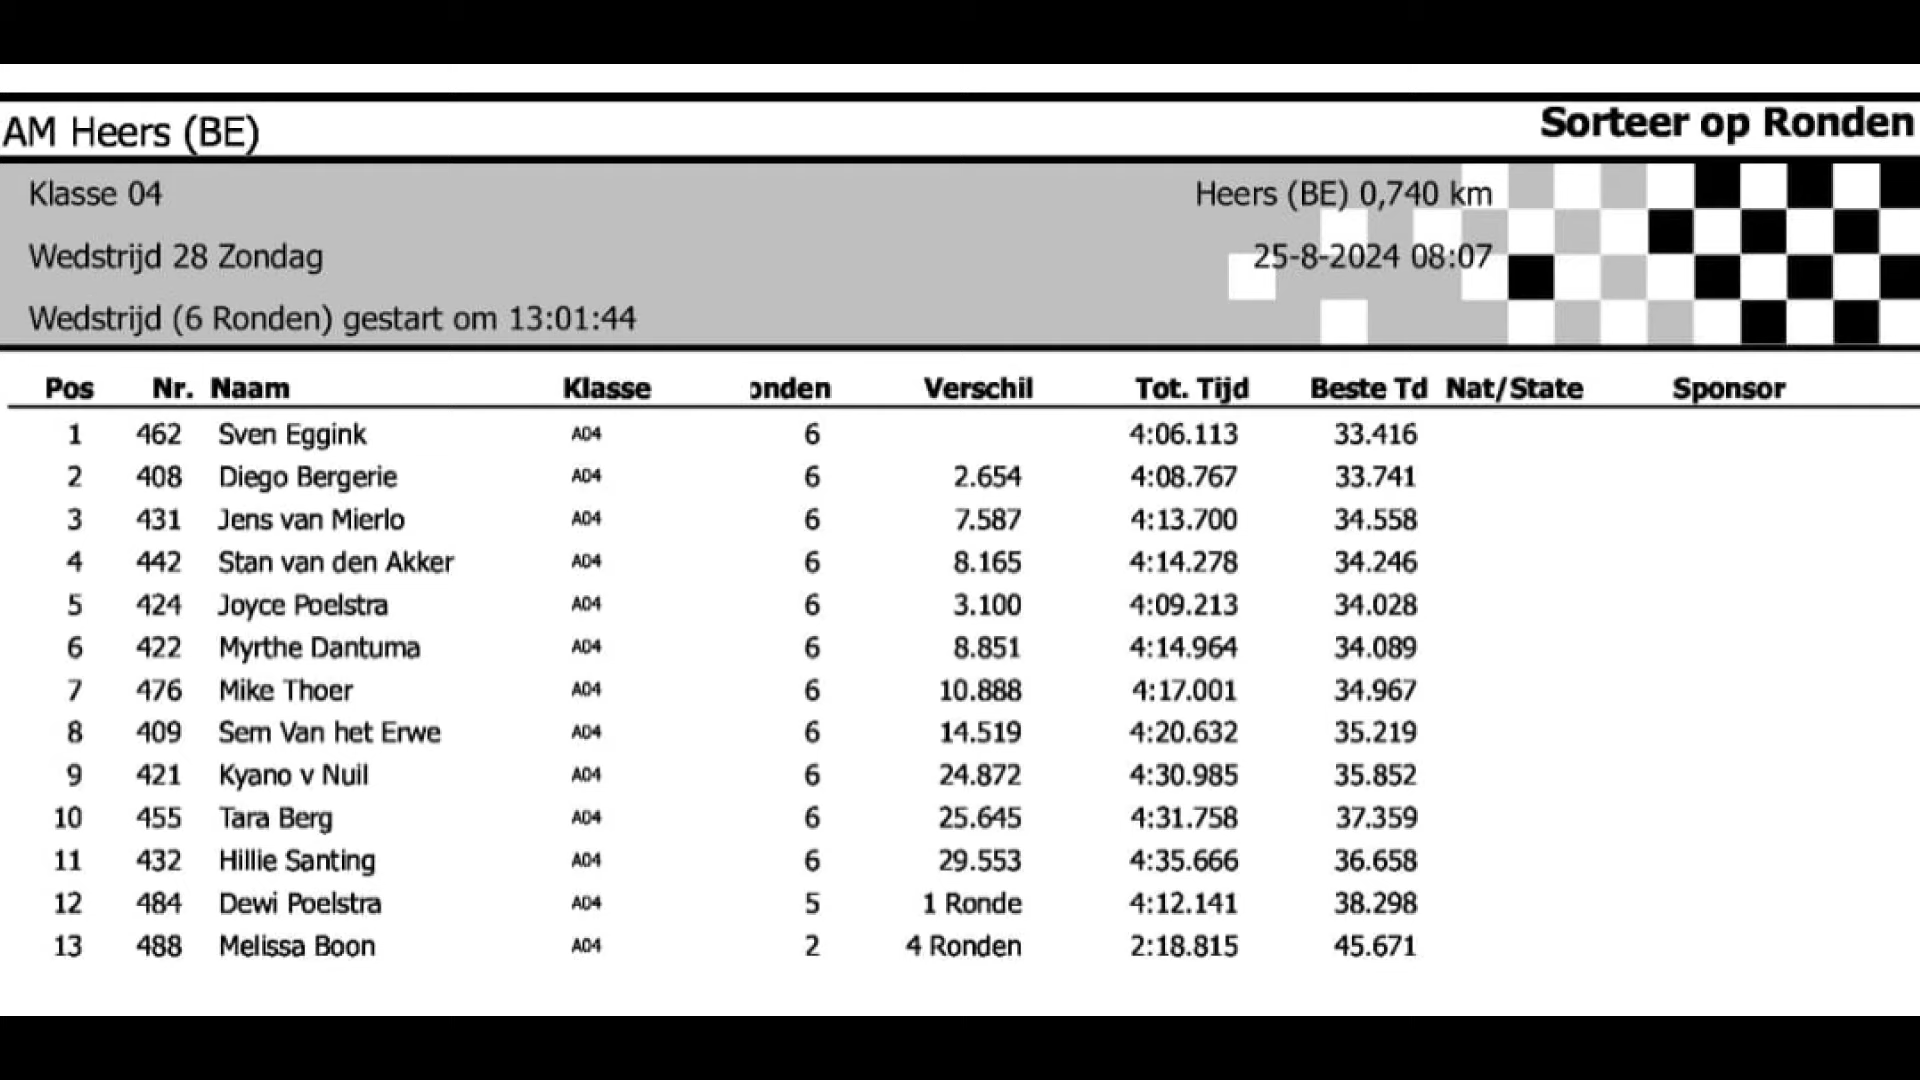 AM Heers (BE) Sorteer op Ronden
Klasse 04 Heers (BE) 0,740 km
Wedstrijd 28 Zondag 25-8-2024 08:07
Wedstrijd (6 Ronden) gestart om 13:01:44
Pos Nr. Naam Klasse onden Verschil Tot. Tijd Beste Td Nat/State Sponsor
1 462 Sven Eggink A04 6 4:06.113 33.416
2 408 Diego Bergerie A04 6 2.654 4:08.767 33.741
3 431 Jens van Mierlo A04 6 7.587 4:13.700 34.558
4 442 Stan van den Akker A04 6 8.165 4:14.278 34.246
5 424 Joyce Poelstra A04 6 3.100 4:09.213 34.028
6 422 Myrthe Dantuma A04 6 8.851 4:14.964 34.089
7 476 Mike Thoer A04 6 10.888 4:17.001 34.967
8 409 Sem Van het Erwe A04 6 14.519 4:20.632 35.219
9 421 Kyano v Nuil A04 6 24.872 4:30.985 35.852
10 455 Tara Berg A04 6 25.645 4:31.758 37.359
11 432 Hillie Santing A04 6 29.553 4:35.666 36.658
12 484 Dewi Poelstra A04 5 1 Ronde 4:12.141 38.298
13 488 Melissa Boon A04 2 4 Ronden 2:18.815 45.671